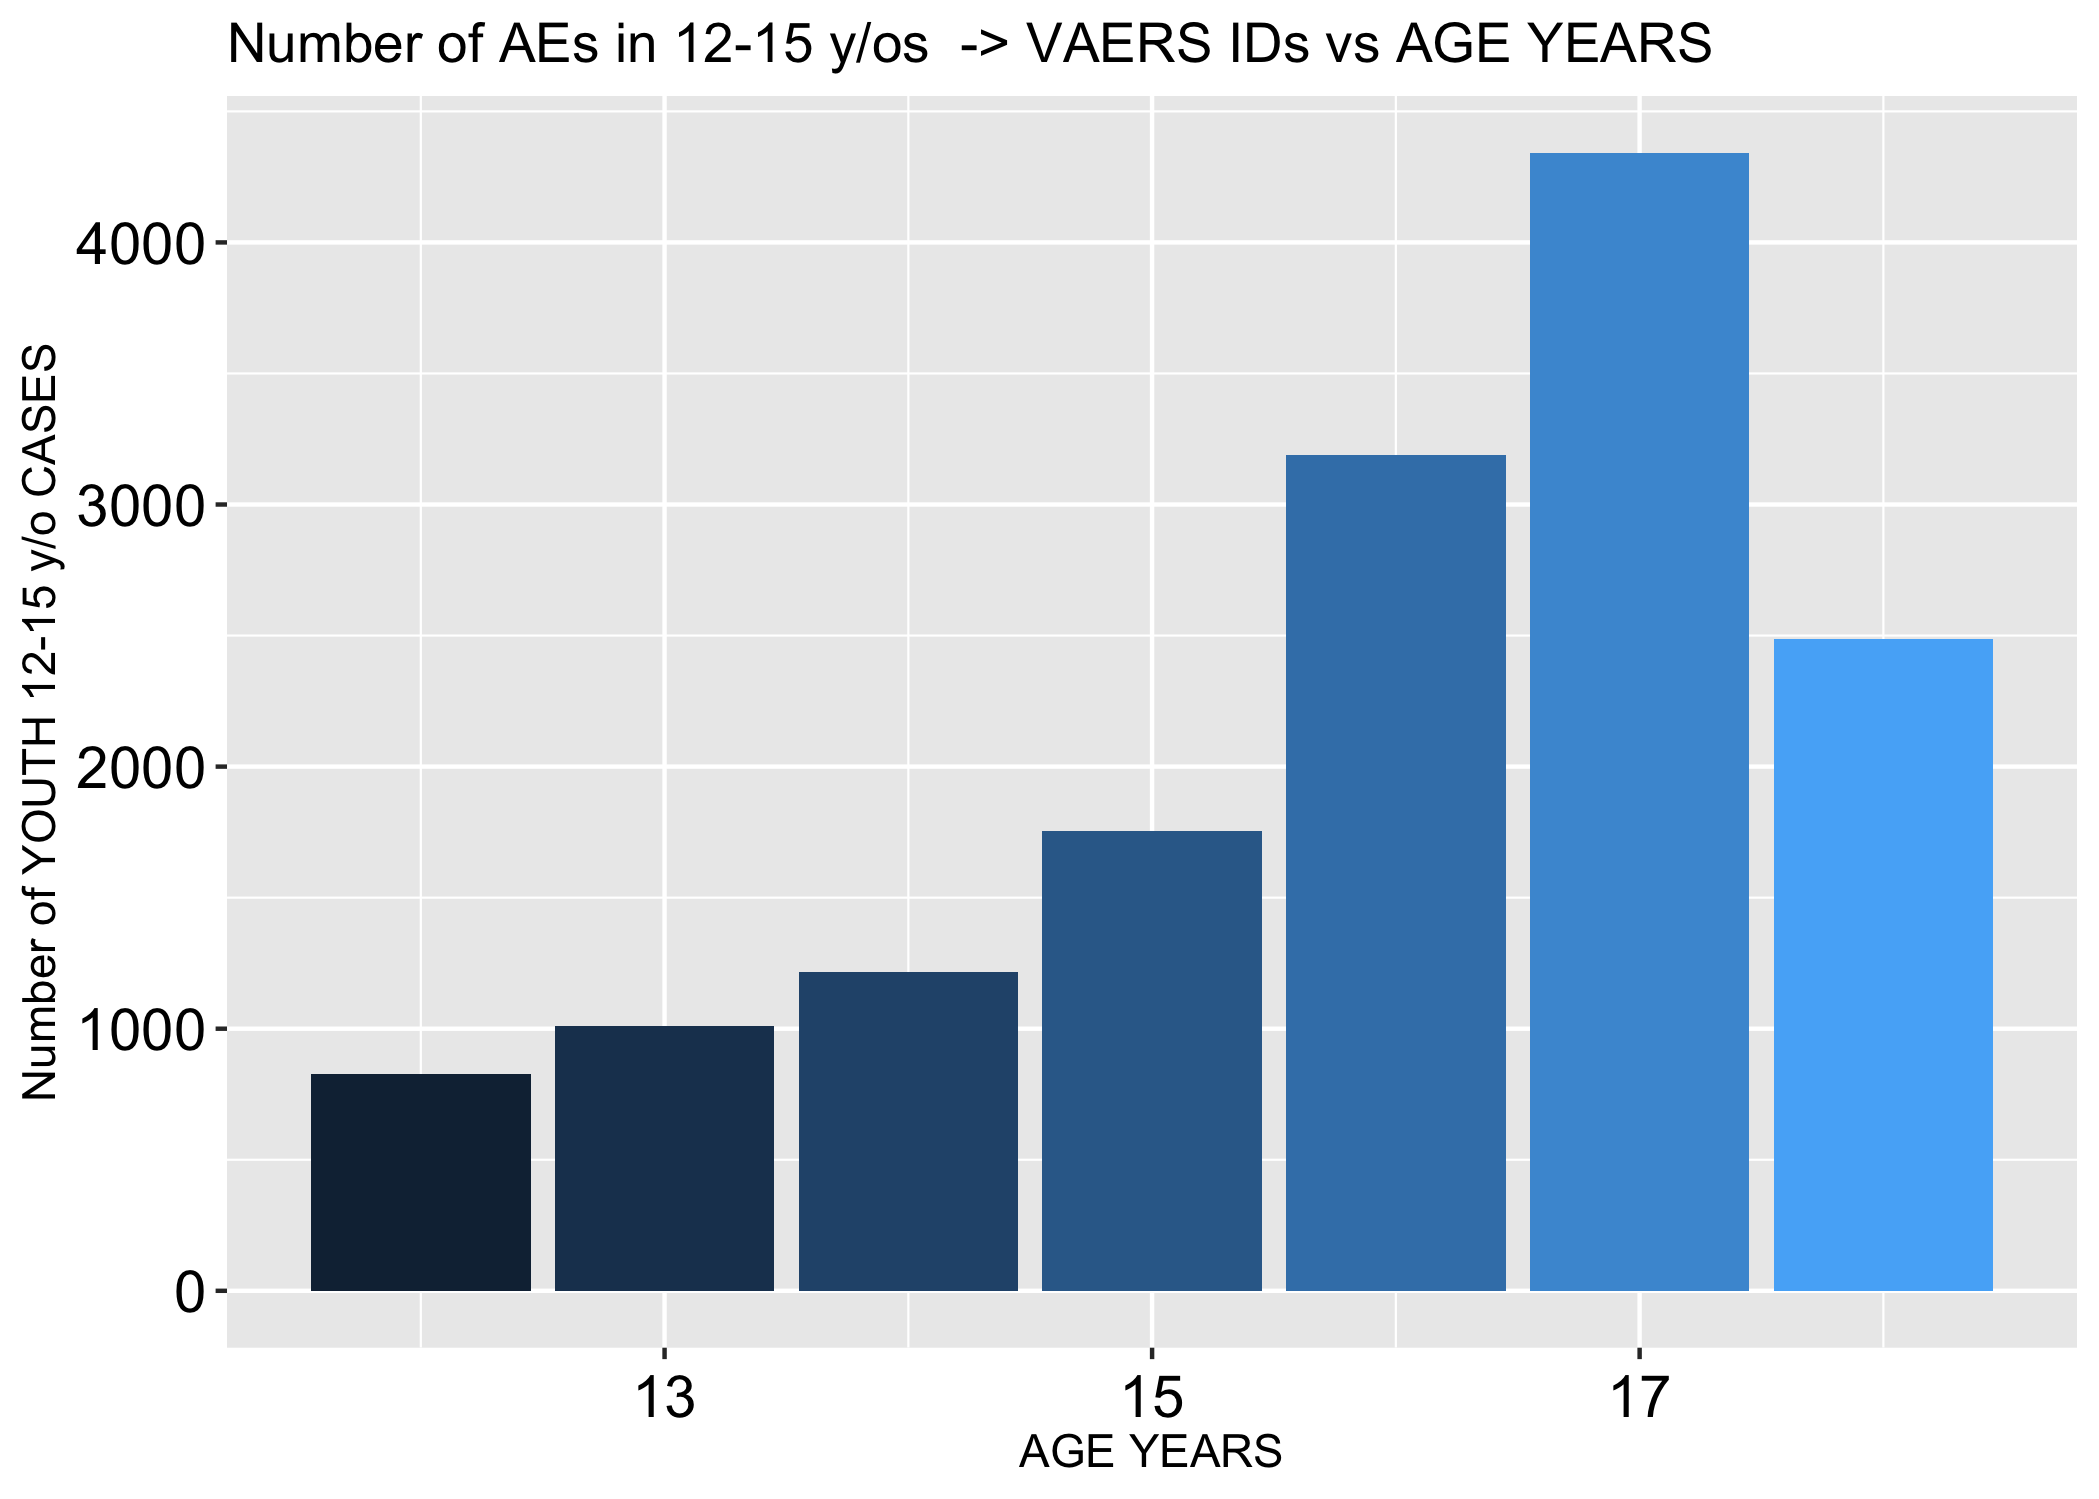 Number of AEs in 12-15 y/os  -> VAERS IDs vs AGE YEARS
Number of YOUTH 12-15 y/o CASES
4000
3000
2000
1000
0
13 15 17
AGE YEARS